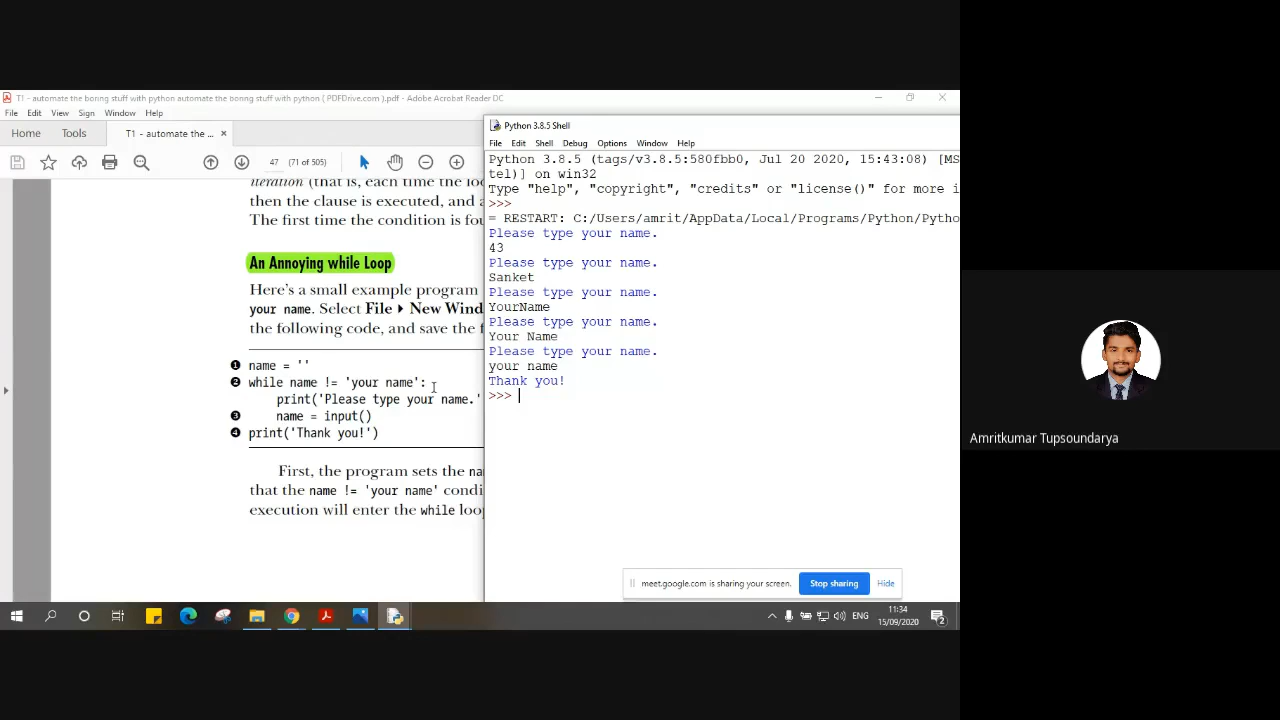 T1 - automate the boring stuff with python automate the boring stuff with python ( PDFDrive.com ).pdf - Adobe Acrobat Reader DC
File Edit View Sign Window Help
Home Tools T1 - automate the ... ×
47 (71 of 505)
iteration (that is, each time the loo
then the clause is executed, and a
The first time the condition is fou
An Annoying while Loop
Here's a small example program
your name. Select File ▸ New Wind
the following code, and save the f
❶ name = ''
❷ while name != 'your name':
print('Please type your name.'
❸ name = input()
❹ print('Thank you!')
First, the program sets the na
that the name != 'your name' condi
execution will enter the while loop
Python 3.8.5 Shell
File Edit Shell Debug Options Window Help
Python 3.8.5 (tags/v3.8.5:580fbb0, Jul 20 2020, 15:43:08) [MS
tel)] on win32
Type "help", "copyright", "credits" or "license()" for more i
>>>
= RESTART: C:/Users/amrit/AppData/Local/Programs/Python/Pytho
Please type your name.
43
Please type your name.
Sanket
Please type your name.
YourName
Please type your name.
Your Name
Please type your name.
your name
Thank you!
>>>
meet.google.com is sharing your screen. Stop sharing Hide
ENG
11:34
15/09/2020
2
Amritkumar Tupsoundarya